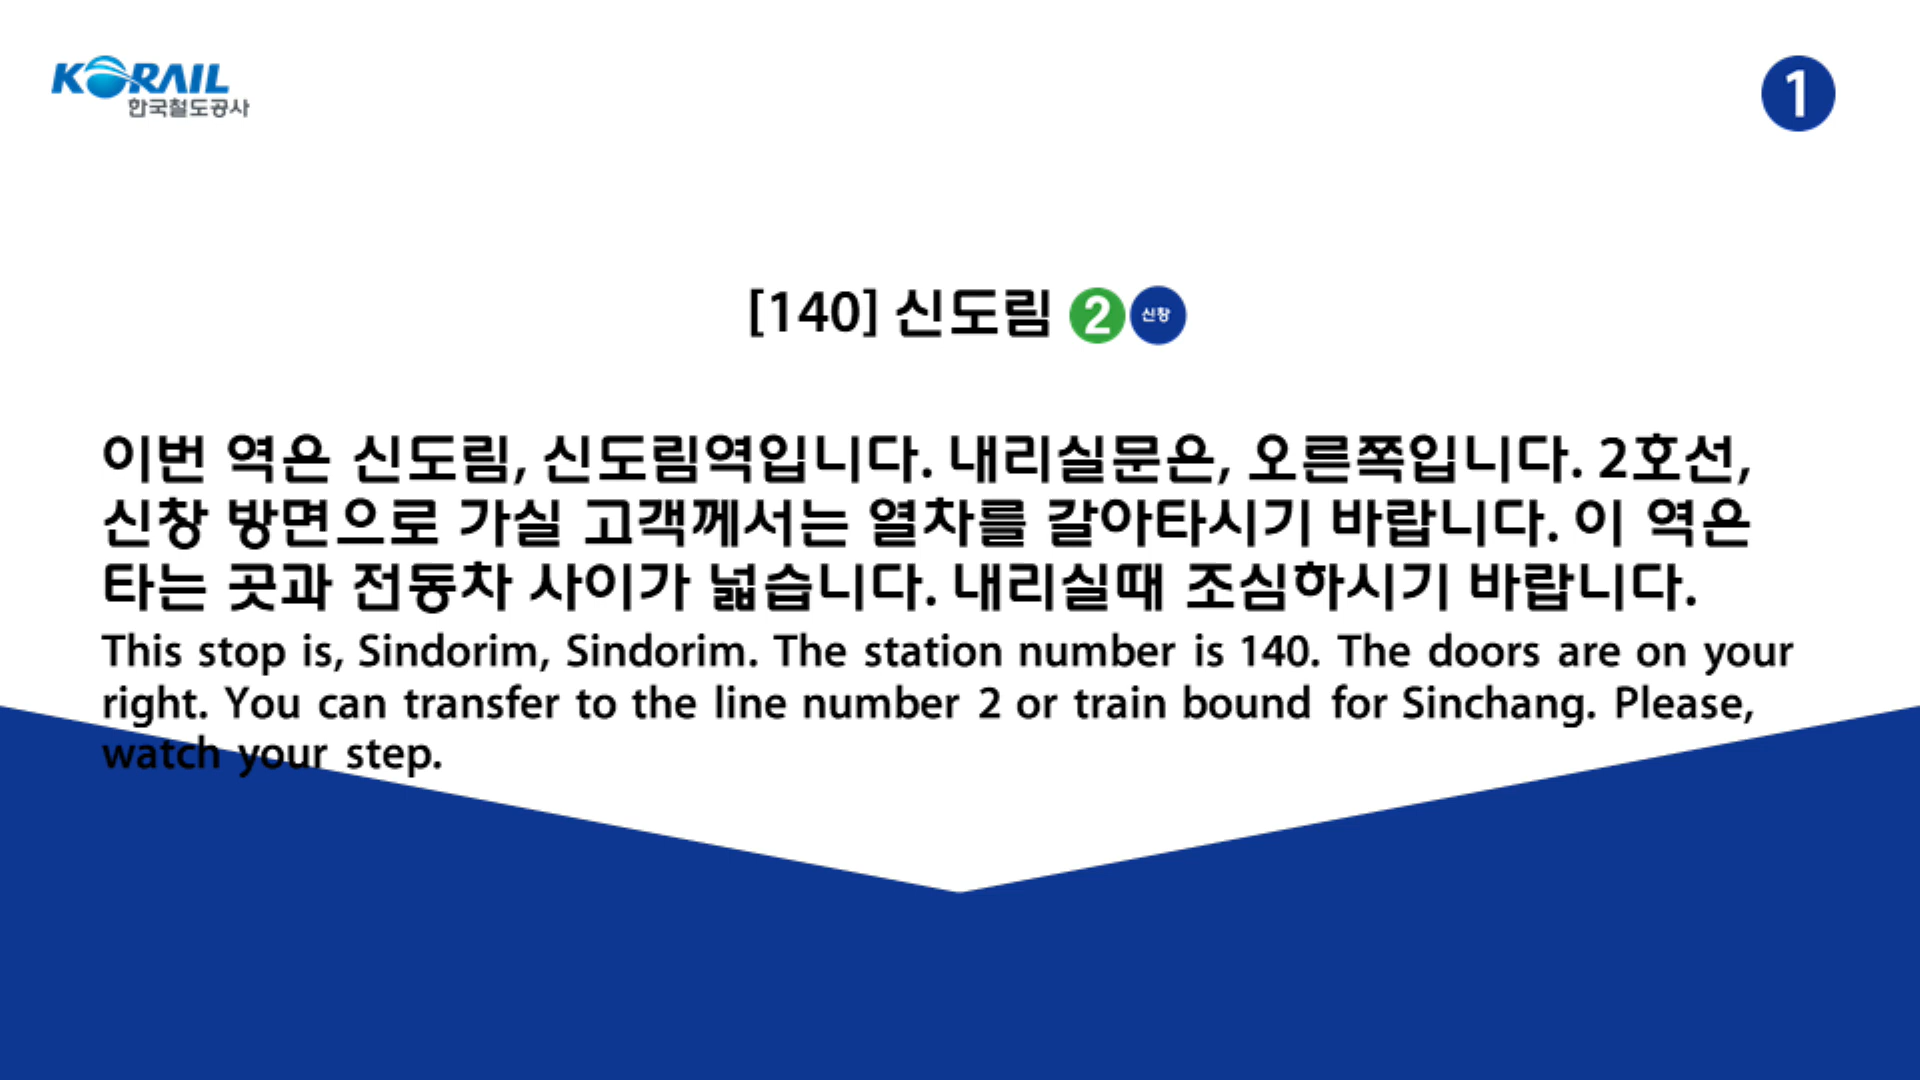 KORAIL
한국철도공사
1
[140] 신도림 2 신창
이번 역은 신도림, 신도림역입니다. 내리실문은, 오른쪽입니다. 2호선,
신창 방면으로 가실 고객께서는 열차를 갈아타시기 바랍니다. 이 역은
타는 곳과 전동차 사이가 넓습니다. 내리실때 조심하시기 바랍니다.
This stop is, Sindorim, Sindorim. The station number is 140. The doors are on your
right. You can transfer to the line number 2 or train bound for Sinchang. Please,
watch your step.